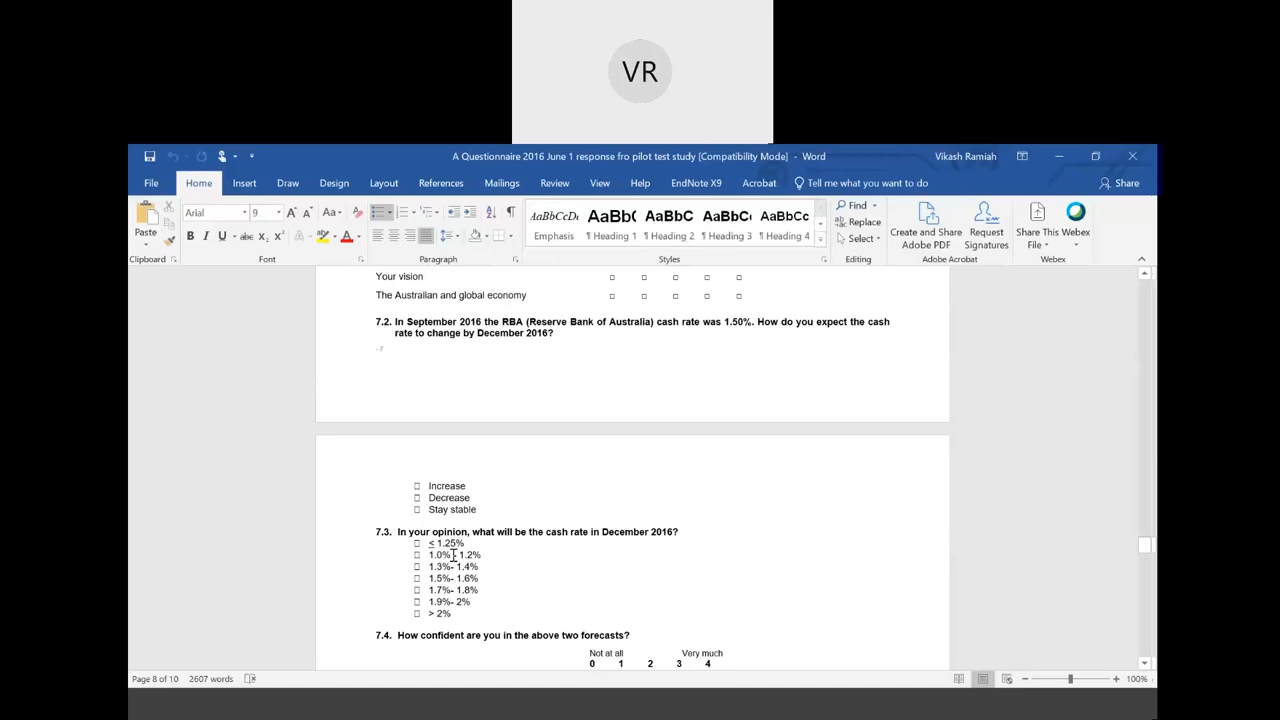 VR
A Questionnaire 2016 June 1 response fro pilot test study [Compatibility Mode] - Word
Vikash Ramiah
File Home Insert Draw Design Layout References Mailings Review View Help EndNote X9 Acrobat Tell me what you want to do Share
Paste
Arial 9
AaBbCcDc AaBbC AaBbC AaBbCc AaBbCc
Emphasis ¶ Heading 1 ¶ Heading 2 ¶ Heading 3 ¶ Heading 4
Find
Replace
Select
Create and Share Adobe PDF
Request Signatures
Share This File
Webex
Clipboard Font Paragraph Styles Editing Adobe Acrobat Webex
Your vision
The Australian and global economy
7.2. In September 2016 the RBA (Reserve Bank of Australia) cash rate was 1.50%. How do you expect the cash
rate to change by December 2016?
- 7
Increase
Decrease
Stay stable
7.3. In your opinion, what will be the cash rate in December 2016?
< 1.25%
1.0%- 1.2%
1.3%- 1.4%
1.5%- 1.6%
1.7%- 1.8%
1.9%- 2%
> 2%
7.4. How confident are you in the above two forecasts?
Not at all Very much
0 1 2 3 4
Page 8 of 10 2607 words 100%